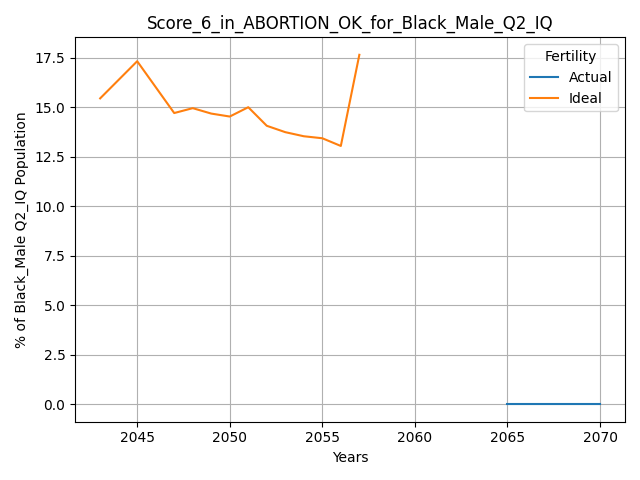 Score_6_in_ABORTION_OK_for_Black_Male_Q2_IQ
Fertility
Actual
Ideal
% of Black_Male Q2_IQ Population
17.5
15.0
12.5
10.0
7.5
5.0
2.5
0.0
2045 2050 2055 2060 2065 2070
Years